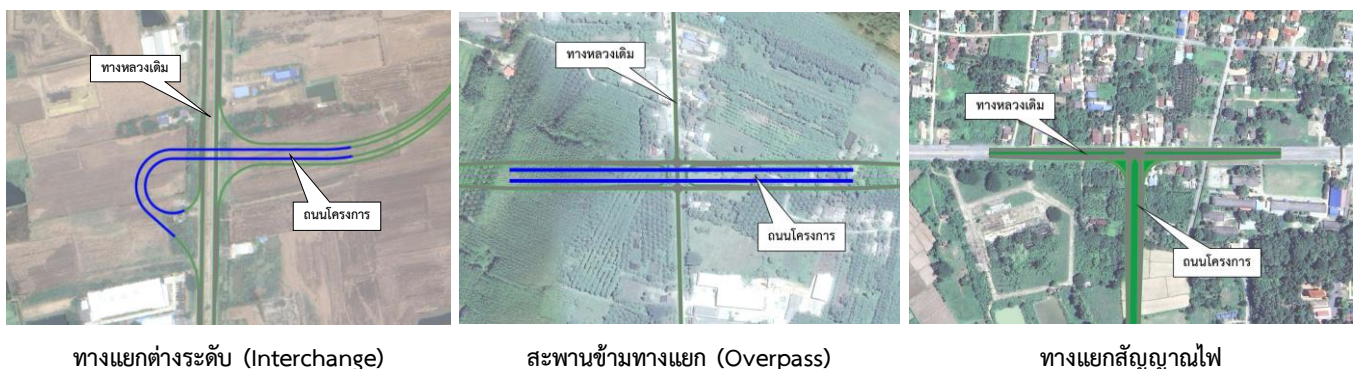 ทางหลวงเดิม
ถนนโครงการ
ทางแยกต่างระดับ (Interchange)
ทางหลวงเดิม
ถนนโครงการ
สะพานข้ามทางแยก (Overpass)
ทางหลวงเดิม
ถนนโครงการ
ทางแยกสัญญาณไฟ